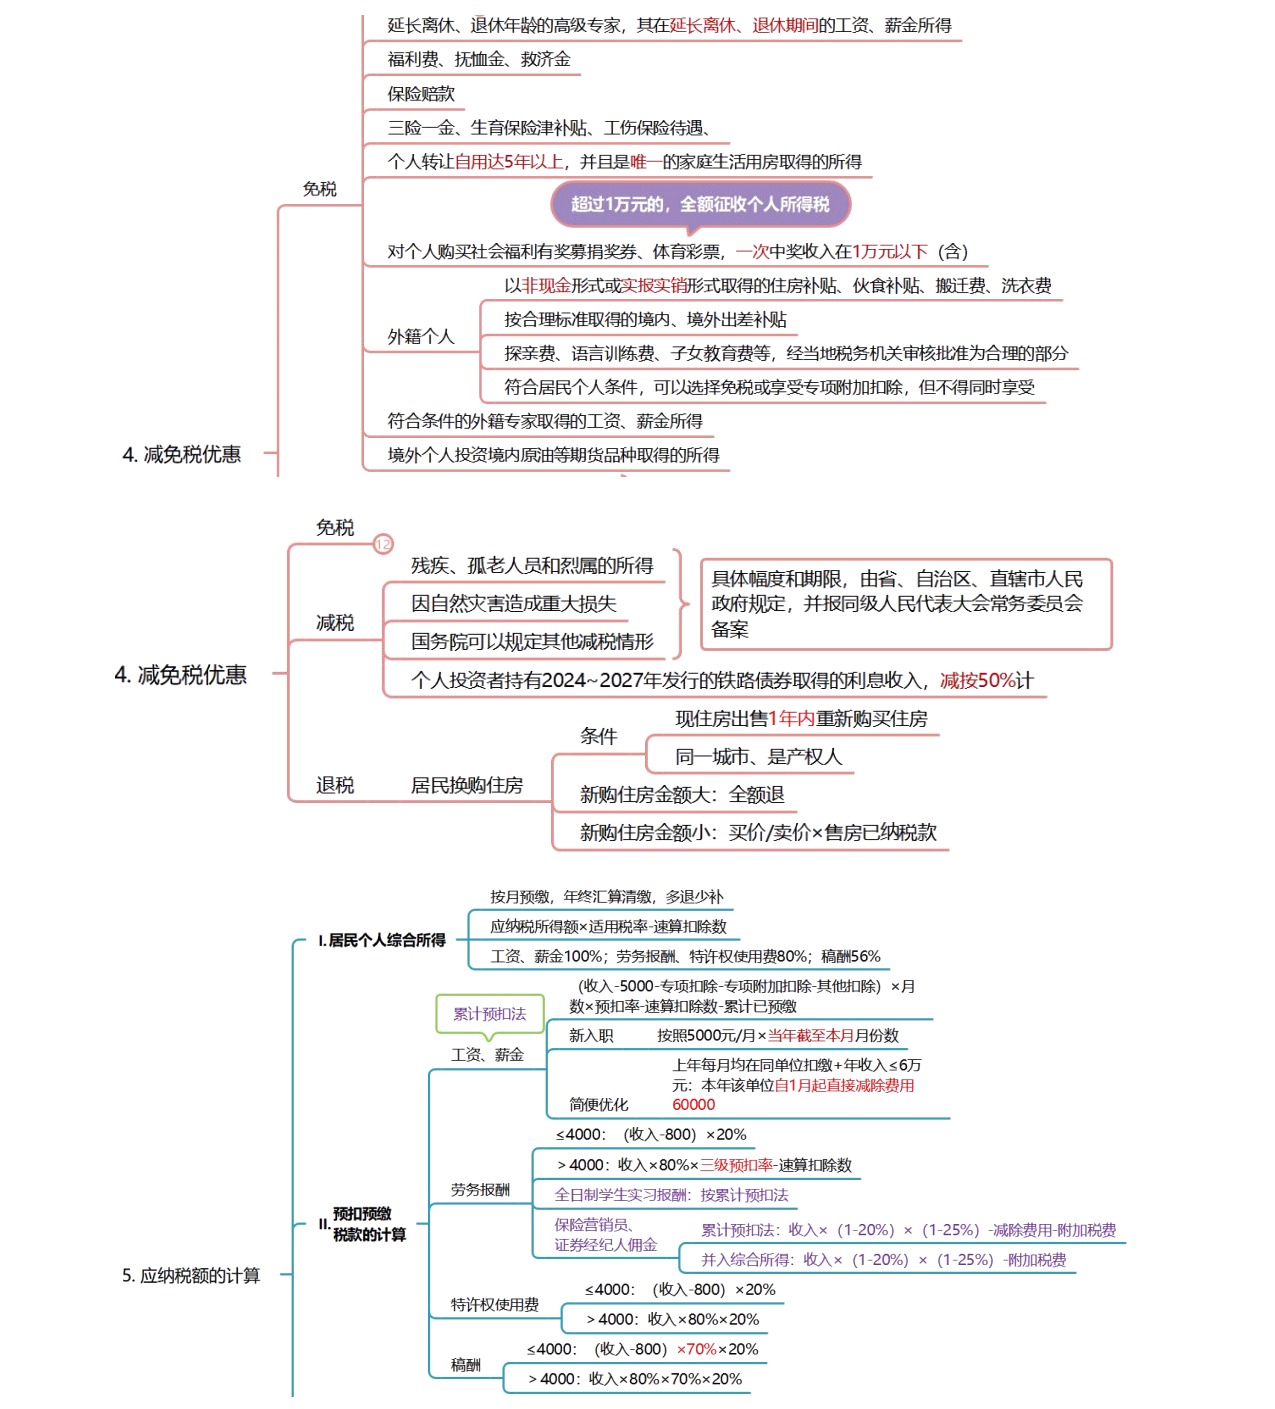 延长离休、退休年龄的高级专家，其在延长离休、退休期间的工资、薪金所得
福利费、抚恤金、救济金
保险赔款
三险一金、生育保险津补贴、工伤保险待遇、
个人转让自用达5年以上，并且是唯一的家庭生活用房取得的所得
免税
超过1万元的，全额征收个人所得税
对个人购买社会福利有奖募捐奖券、体育彩票，一次中奖收入在1万元以下（含）
以非现金形式或实报实销形式取得的住房补贴、伙食补贴、搬迁费、洗衣费
按合理标准取得的境内、境外出差补贴
外籍个人
探亲费、语言训练费、子女教育费等，经当地税务机关审核批准为合理的部分
符合居民个人条件，可以选择免税或享受专项附加扣除，但不得同时享受
符合条件的外籍专家取得的工资、薪金所得
4. 减免税优惠
境外个人投资境内原油等期货品种取得的所得
免税
12
残疾、孤老人员和烈属的所得
因自然灾害造成重大损失
国务院可以规定其他减税情形
具体幅度和期限，由省、自治区、直辖市人民
政府规定，并报同级人民代表大会常务委员会
备案
减税
4. 减免税优惠
个人投资者持有2024~2027年发行的铁路债券取得的利息收入，减按50%计
现住房出售1年内重新购买住房
条件
同一城市、是产权人
退税
居民换购住房
新购住房金额大：全额退
新购住房金额小：买价/卖价×售房已纳税款
按月预缴，年终汇算清缴，多退少补
应纳税所得额×适用税率-速算扣除数
I. 居民个人综合所得
工资、薪金100%；劳务报酬、特许权使用费80%；稿酬56%
（收入-5000-专项扣除-专项附加扣除-其他扣除）×月
数×预扣率-速算扣除数-累计已预缴
累计预扣法
新入职
按照5000元/月×当年截至本月月份数
工资、薪金
上年每月均在同单位扣缴+年收入≤6万
元：本年该单位自1月起直接减除费用
60000
简便优化
≤4000：（收入-800）×20%
＞4000：收入×80%×三级预扣率-速算扣除数
劳务报酬
全日制学生实习报酬：按累计预扣法
II. 预扣预缴
税款的计算
保险营销员、
证券经纪人佣金
累计预扣法：收入×（1-20%）×（1-25%）-减除费用-附加税费
并入综合所得：收入×（1-20%）×（1-25%）-附加税费
5. 应纳税额的计算
≤4000：（收入-800）×20%
特许权使用费
＞4000：收入×80%×20%
≤4000：（收入-800）×70%×20%
稿酬
＞4000：收入×80%×70%×20%